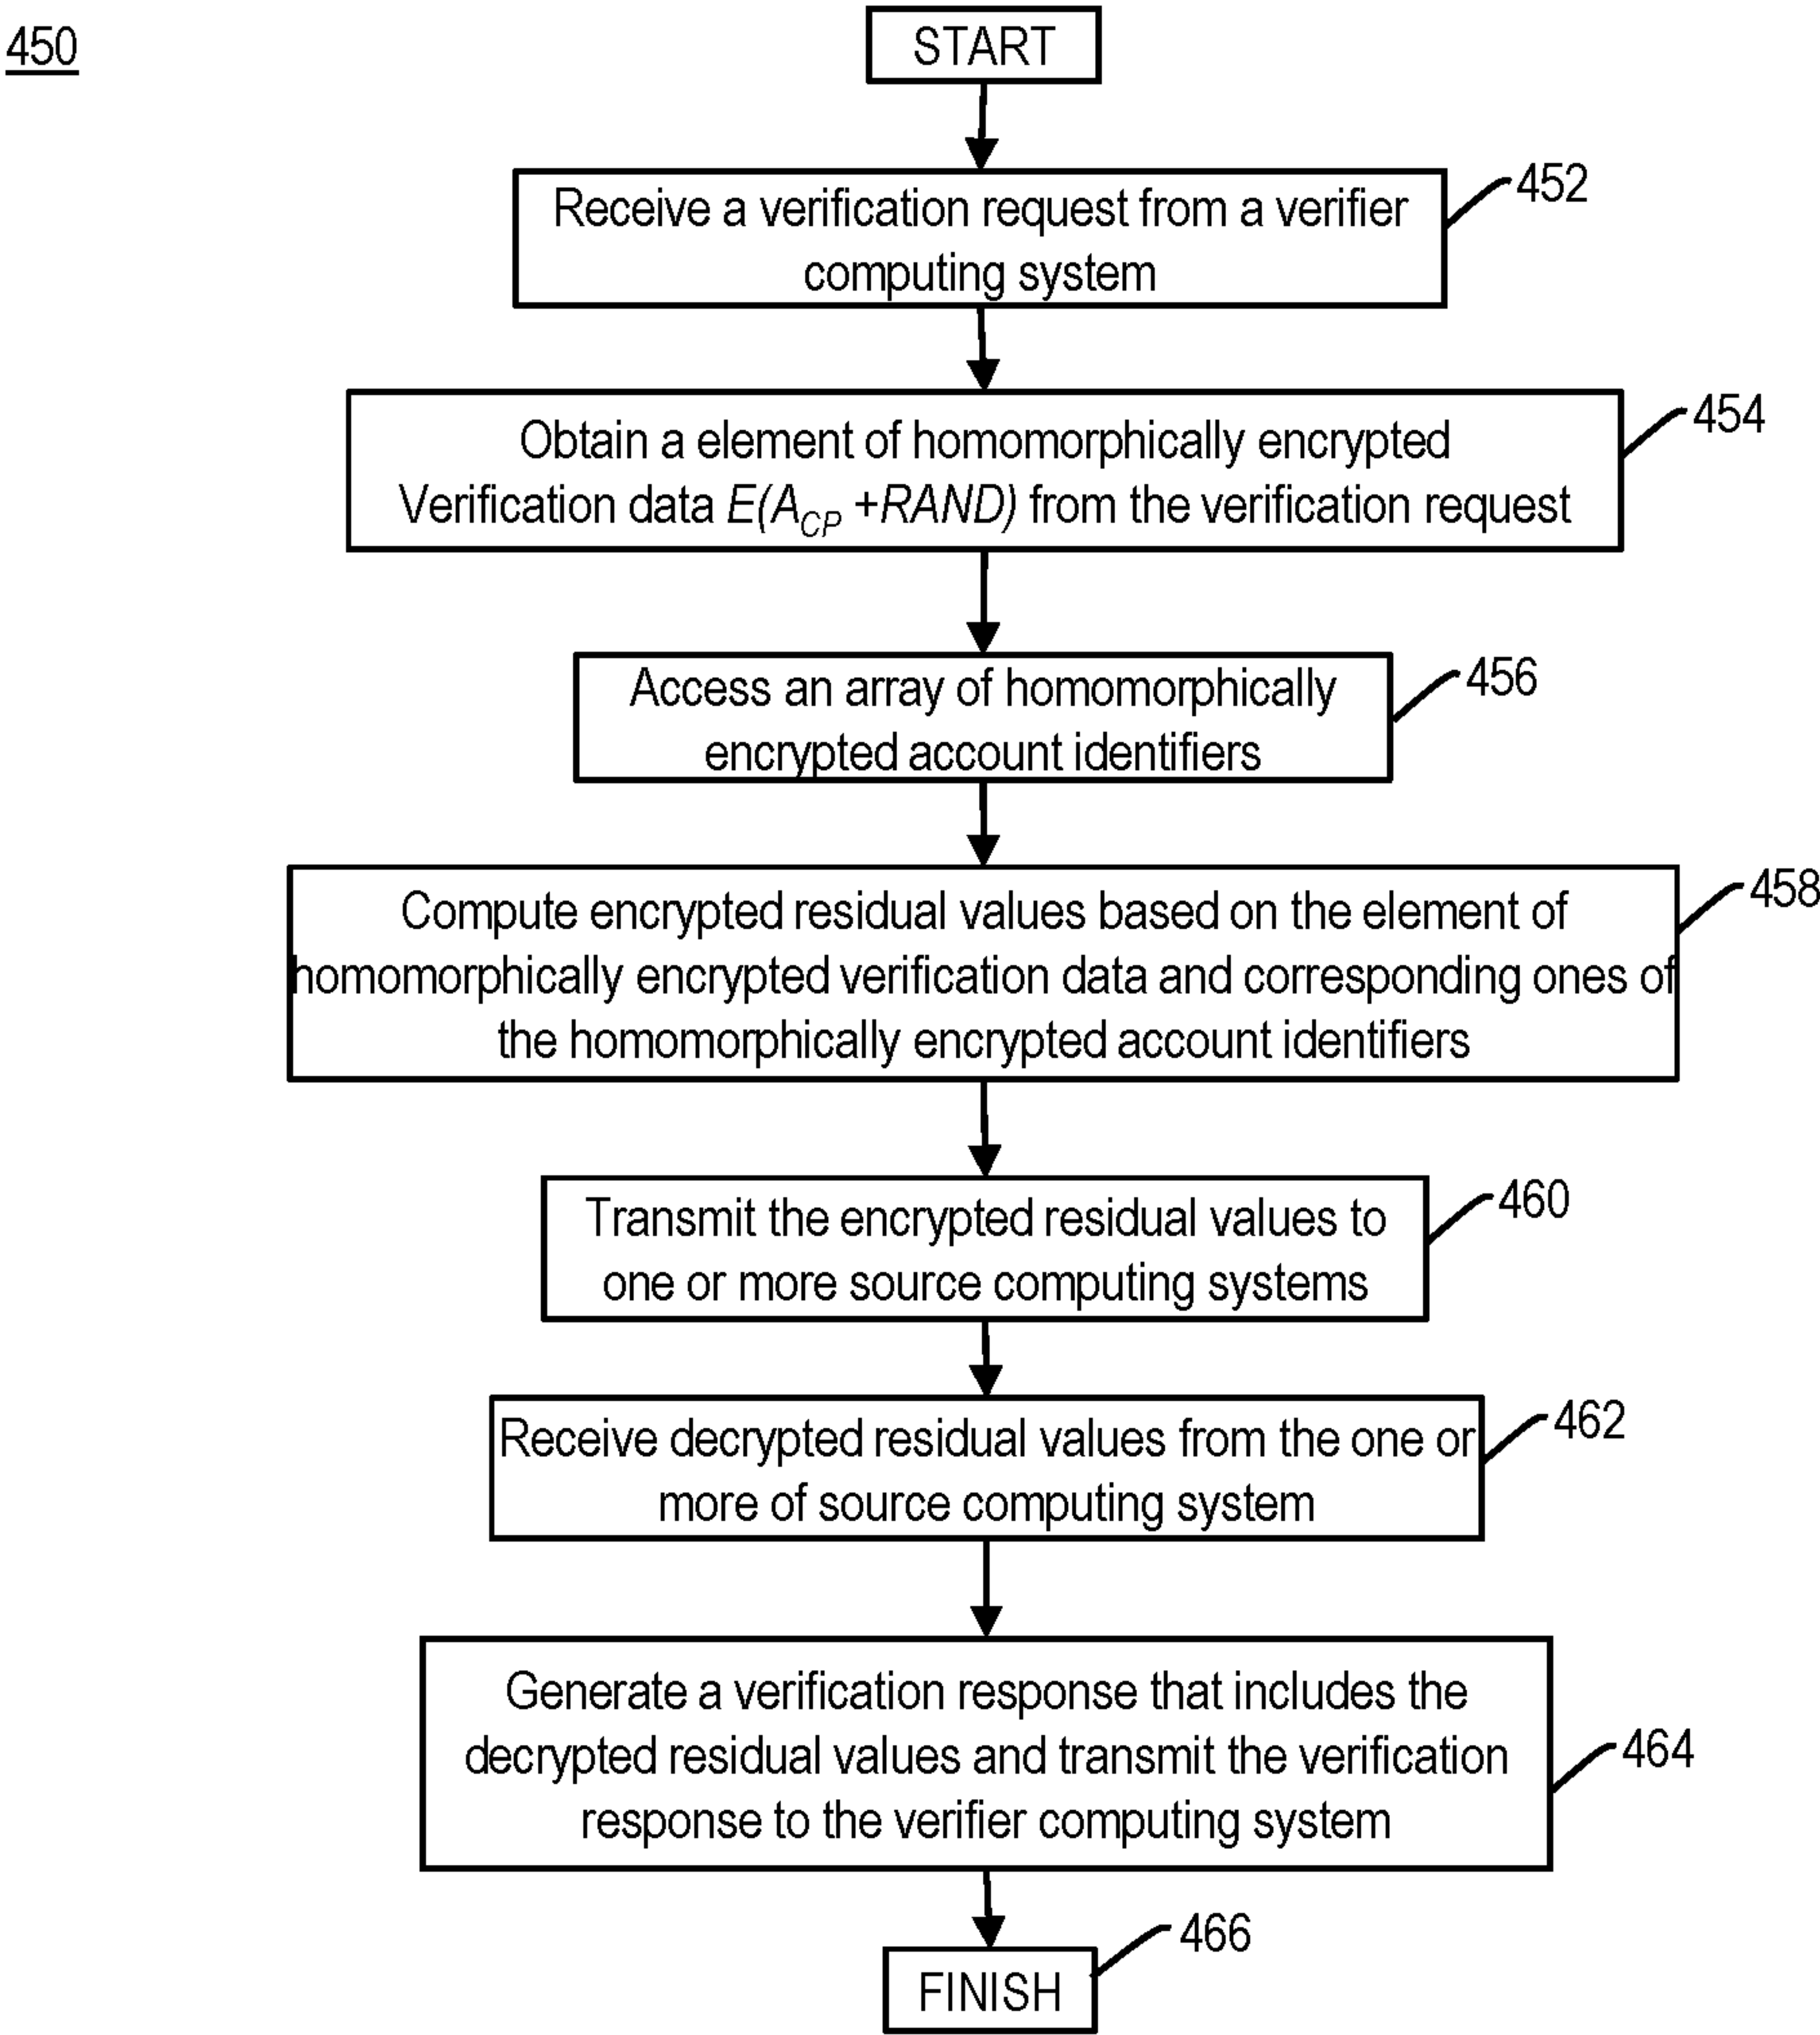 450
START
452
Receive a verification request from a verifier
computing system
454
Obtain a element of homomorphically encrypted
Verification data E(A_CP +RAND) from the verification request
456
Access an array of homomorphically
encrypted account identifiers
458
Compute encrypted residual values based on the element of
homomorphically encrypted verification data and corresponding ones of
the homomorphically encrypted account identifiers
460
Transmit the encrypted residual values to
one or more source computing systems
462
Receive decrypted residual values from the one or
more of source computing system
464
Generate a verification response that includes the
decrypted residual values and transmit the verification
response to the verifier computing system
466
FINISH